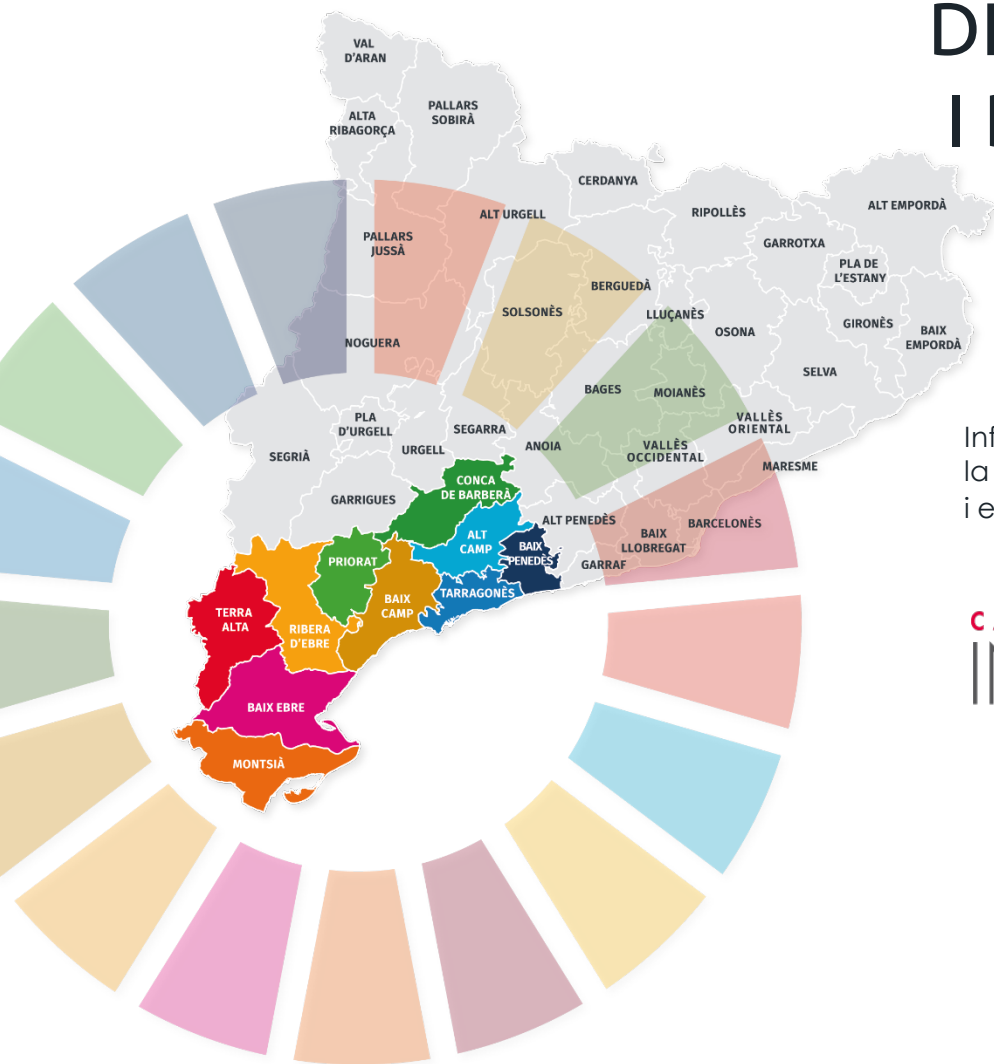 DI
I
VAL
D'ARAN
PALLARS
SOBIRÀ
ALTA
RIBAGORÇA
CERDANYA
ALT URGELL
RIPOLLÈS
ALT EMPORDÀ
PALLARS
JUSSÀ
GARROTXA
PLA DE
L'ESTANY
BERGUEDÀ
SOLSONÈS
LLUÇANÈS
OSONA
GIRONÈS
BAIX
EMPORDÀ
NOGUERA
SELVA
BAGES
MOIANÈS
PLA
D'URGELL
SEGARRA
VALLÈS
ORIENTAL
SEGRIÀ
URGELL
ANOIA
VALLÈS
OCCIDENTAL
MARESME
Inf
la
i e
GARRIGUES
CONCA
DE BARBERÀ
ALT PENEDÈS
BARCELONÈS
ALT
CAMP
BAIX
PENEDÈS
BAIX
LLOBREGAT
GARRAF
PRIORAT
TARRAGONÈS
BAIX
CAMP
TERRA
ALTA
RIBERA
D'EBRE
C
BAIX EBRE
MONTSIÀ